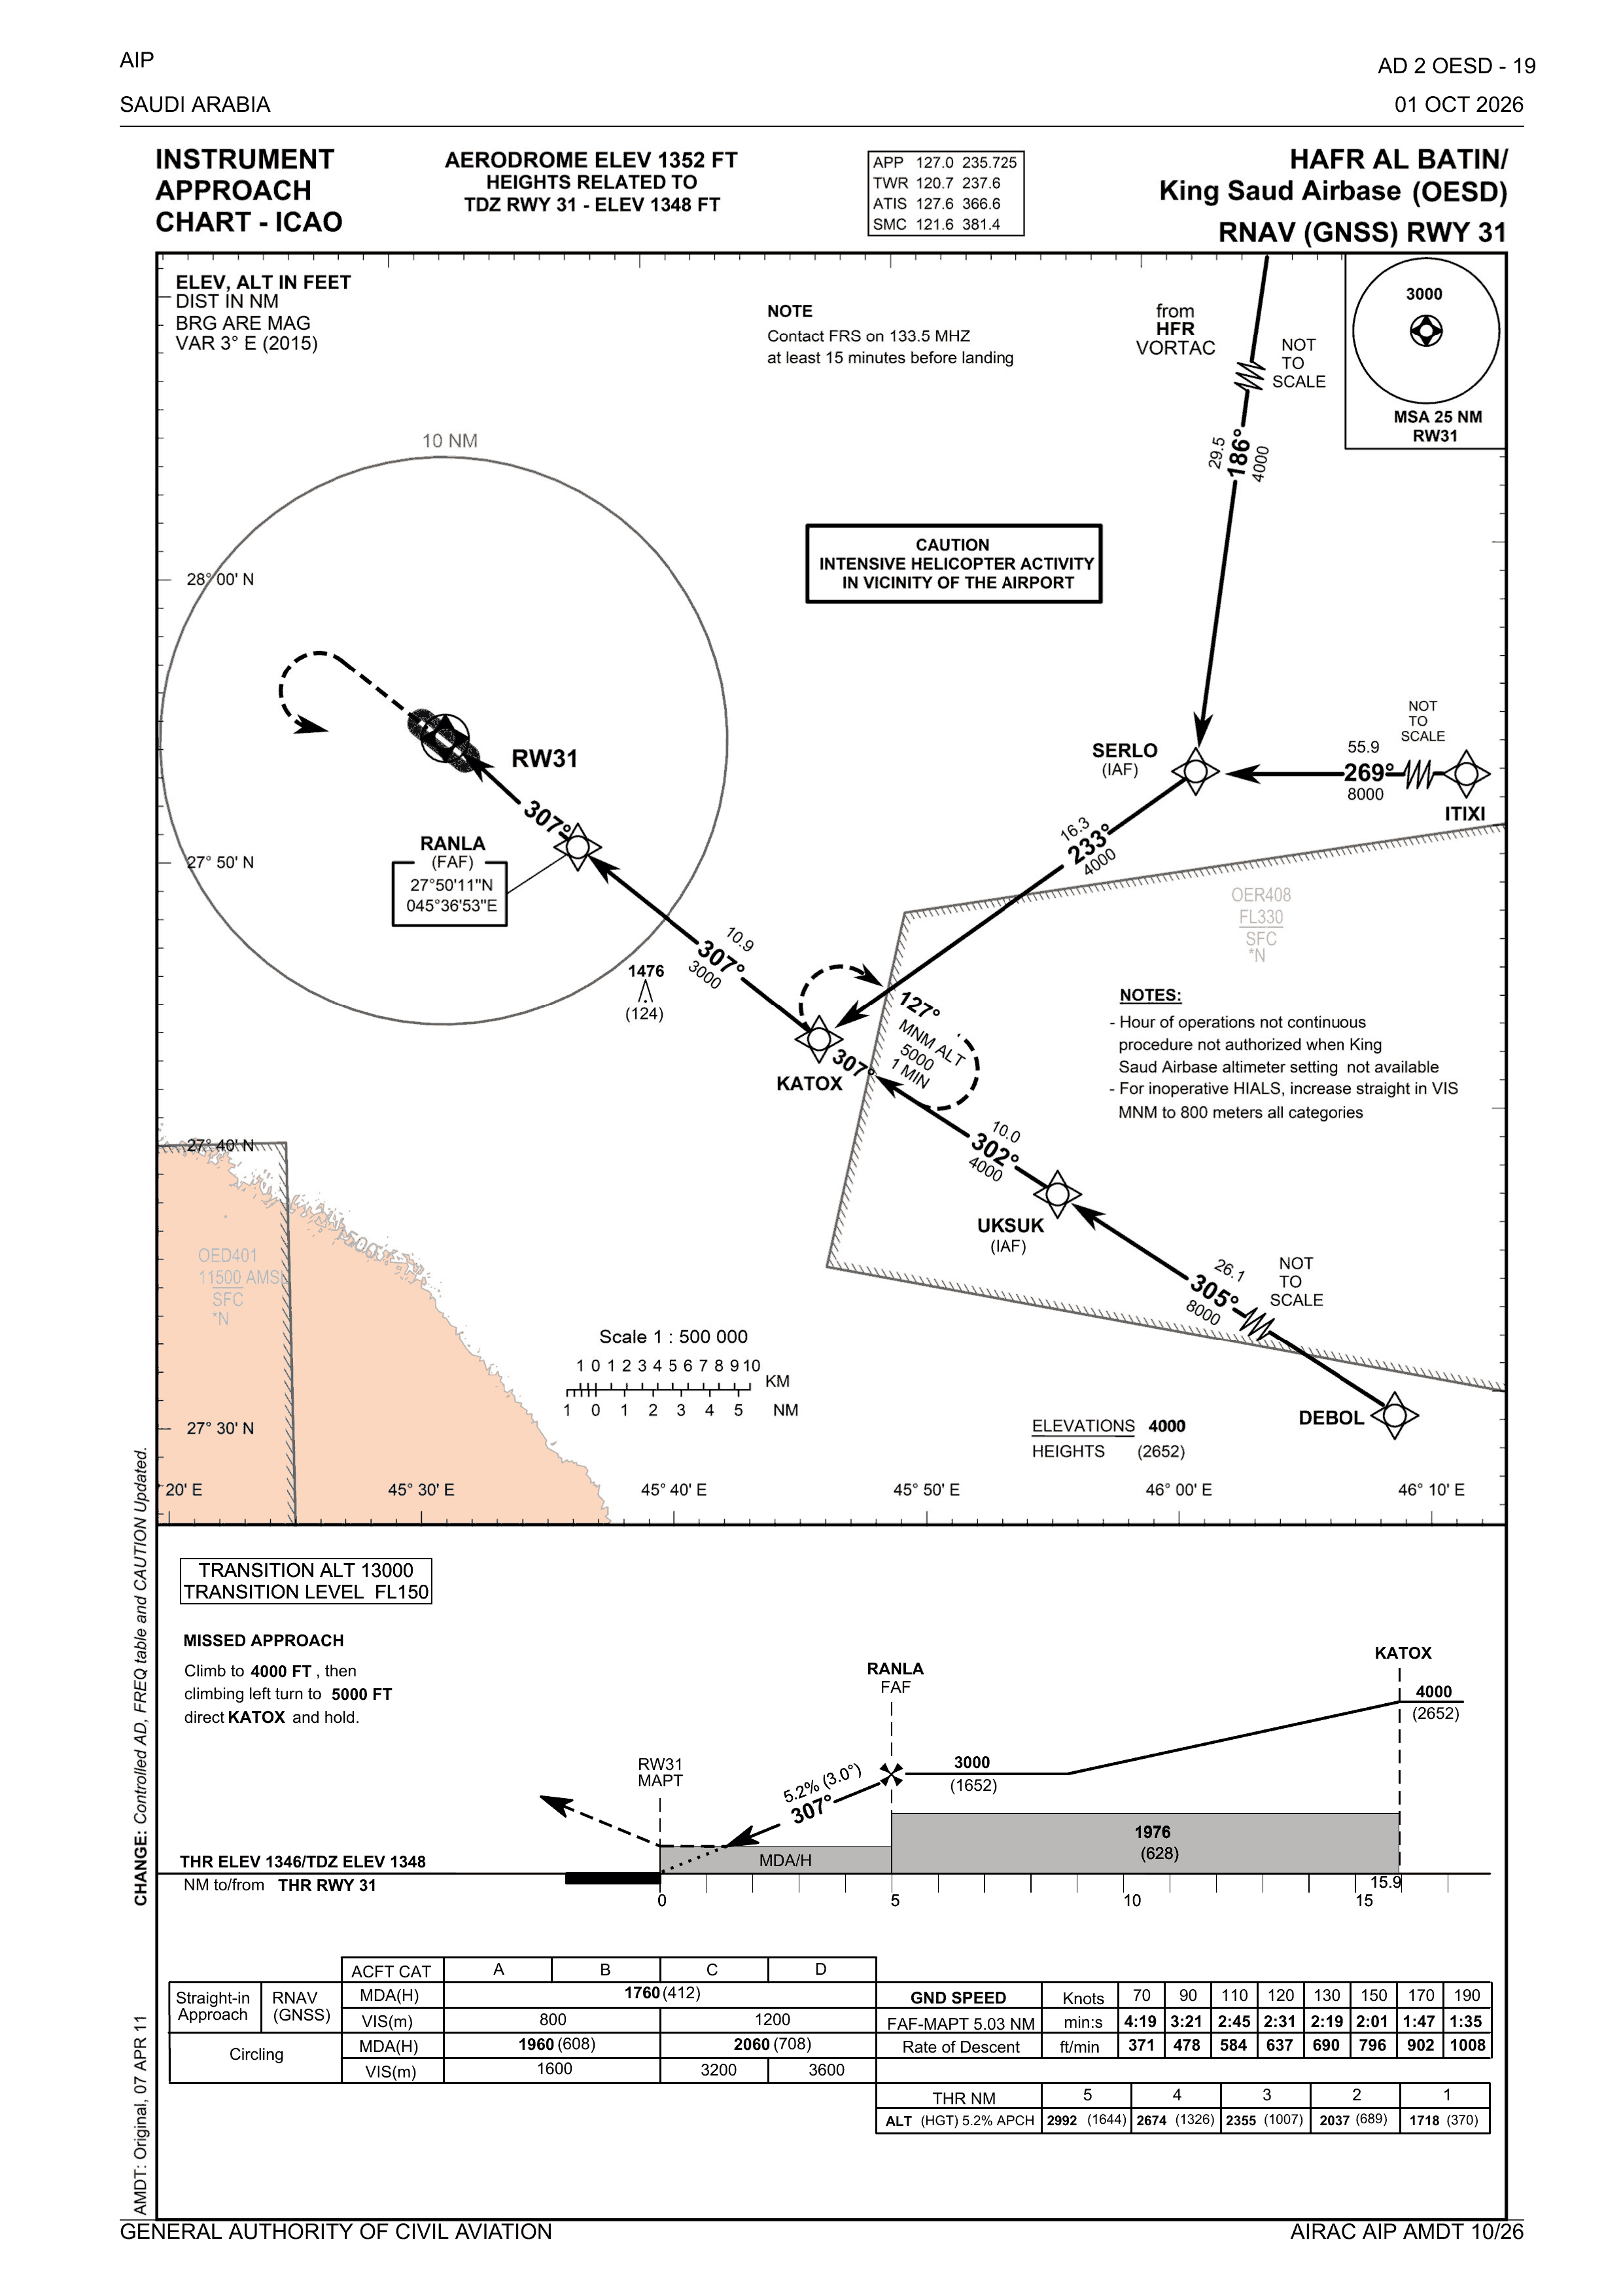 AIP
AD 2 OESD - 19
SAUDI ARABIA
01 OCT 2026
INSTRUMENT
APPROACH
CHART - ICAO
AERODROME ELEV 1352 FT
HEIGHTS RELATED TO
TDZ RWY 31 - ELEV 1348 FT
APP 127.0 235.725
TWR 120.7 237.6
ATIS 127.6 366.6
SMC 121.6 381.4
HAFR AL BATIN/
King Saud Airbase (OESD)
RNAV (GNSS) RWY 31
ELEV, ALT IN FEET
DIST IN NM
BRG ARE MAG
VAR 3° E (2015)
NOTE
Contact FRS on 133.5 MHZ
at least 15 minutes before landing
from
HFR
VORTAC
NOT
TO
SCALE
3000
MSA 25 NM
RW31
29.5
186°
4000
10 NM
CAUTION
INTENSIVE HELICOPTER ACTIVITY
IN VICINITY OF THE AIRPORT
28° 00' N
RW31
307°
SERLO
(IAF)
55.9
269°
8000
NOT
TO
SCALE
ITIXI
16.3
233°
4000
RANLA
(FAF)
27°50'11"N
045°36'53"E
27° 50' N
OER408
FL330
SFC
*N
10.9
307°
3000
1476
(124)
127°
MNM ALT
5000
1 MIN
KATOX
307°
NOTES:
- Hour of operations not continuous
procedure not authorized when King
Saud Airbase altimeter setting not available
- For inoperative HIALS, increase straight in VIS
MNM to 800 meters all categories
27° 40' N
10.0
302°
4000
UKSUK
(IAF)
1500
OED401
11500 AMSL
SFC
*N
26.1
305°
8000
NOT
TO
SCALE
DEBOL
Scale 1 : 500 000
1 0 1 2 3 4 5 6 7 8 9 10
KM
1 0 1 2 3 4 5 NM
27° 30' N
ELEVATIONS 4000
HEIGHTS (2652)
20' E
45° 30' E
45° 40' E
45° 50' E
46° 00' E
46° 10' E
TRANSITION ALT 13000
TRANSITION LEVEL FL150
MISSED APPROACH
Climb to 4000 FT , then
climbing left turn to 5000 FT
direct KATOX and hold.
RW31
MAPT
RANLA
FAF
KATOX
4000
(2652)
3000
(1652)
5.2% (3.0°)
307°
1976
(628)
MDA/H
THR ELEV 1346/TDZ ELEV 1348
NM to/from THR RWY 31
0
5
10
15
15.9
ACFT CAT A B C D
Straight-in
Approach
RNAV
(GNSS)
MDA(H) 1760 (412)
VIS(m) 800 1200
Circling
MDA(H) 1960 (608) 2060 (708)
VIS(m) 1600 3200 3600
GND SPEED Knots 70 90 110 120 130 150 170 190
FAF-MAPT 5.03 NM min:s 4:19 3:21 2:45 2:31 2:19 2:01 1:47 1:35
Rate of Descent ft/min 371 478 584 637 690 796 902 1008
THR NM 5 4 3 2 1
ALT (HGT) 5.2% APCH 2992 (1644) 2674 (1326) 2355 (1007) 2037 (689) 1718 (370)
CHANGE: Controlled AD, FREQ table and CAUTION Updated.
AMDT: Original, 07 APR 11
GENERAL AUTHORITY OF CIVIL AVIATION
AIRAC AIP AMDT 10/26